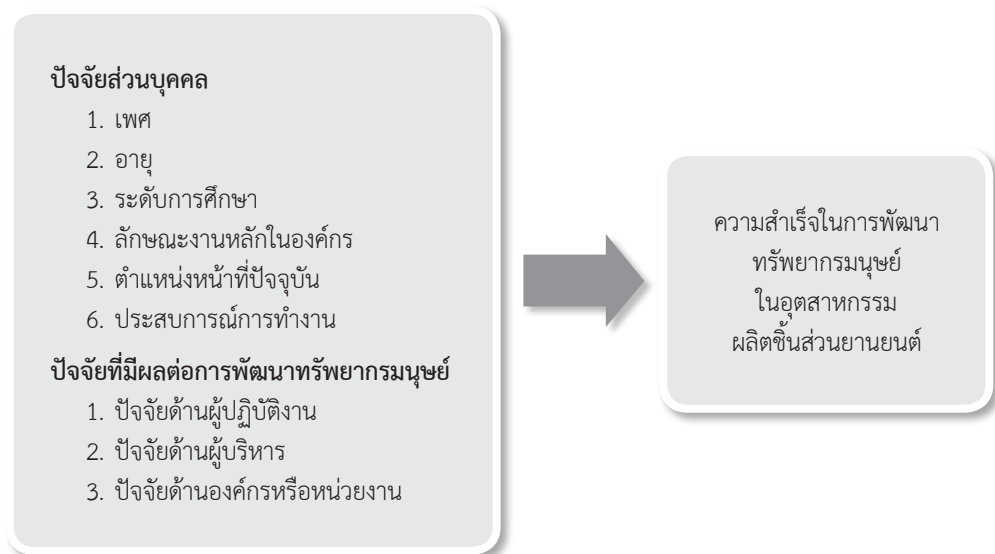 ปัจจัยส่วนบุคคล
1. เพศ
2. อายุ
3. ระดับการศึกษา
4. ลักษณะงานหลักในองค์กร
5. ตำแหน่งหน้าที่ปัจจุบัน
6. ประสบการณ์การทำงาน
ปัจจัยที่มีผลต่อการพัฒนาทรัพยากรมนุษย์
1. ปัจจัยด้านผู้ปฏิบัติงาน
2. ปัจจัยด้านผู้บริหาร
3. ปัจจัยด้านองค์กรหรือหน่วยงาน
ความสำเร็จในการพัฒนา
ทรัพยากรมนุษย์
ในอุตสาหกรรม
ผลิตชิ้นส่วนยานยนต์